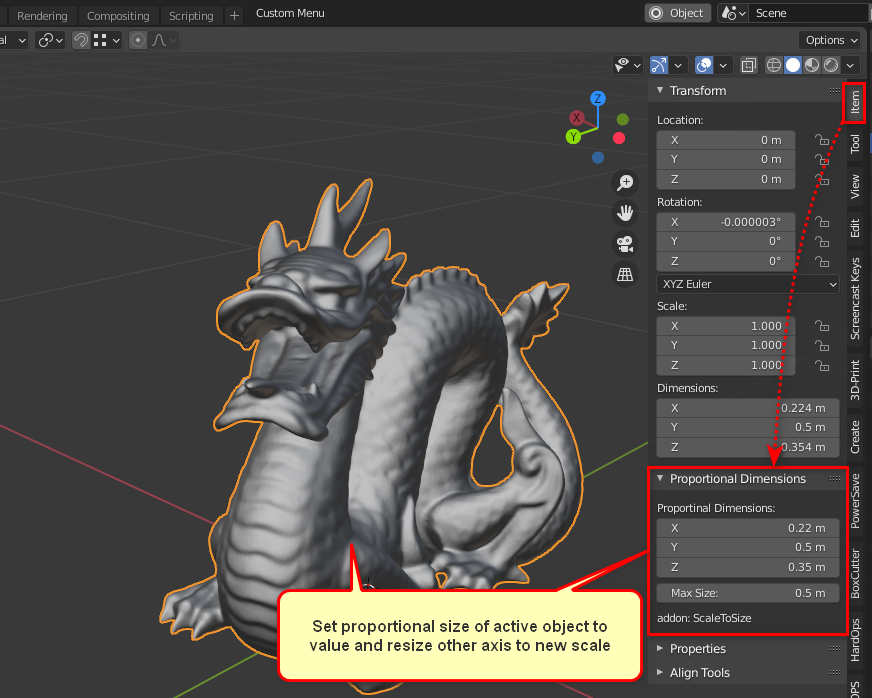 Rendering
Compositing
Scripting
+
Custom Menu
Object
Scene
al
Options
Transform
Location:
X 0 m
Y 0 m
Z 0 m
Rotation:
X -0.000003°
Y 0°
Z 0°
XYZ Euler
Scale:
X 1.000
Y 1.000
Z 1.000
Dimensions:
X 0.224 m
Y 0.5 m
Z 0.354 m
Proportional Dimensions
Proportinal Dimensions:
X 0.22 m
Y 0.5 m
Z 0.35 m
Max Size: 0.5 m
addon: ScaleToSize
Properties
Align Tools
Item
Tool
View
Edit
Screencast Keys
3D-Print
Create
PowerSave
BoxCutter
HardOps
OPS
Z
X
Y
Set proportional size of active object to
value and resize other axis to new scale